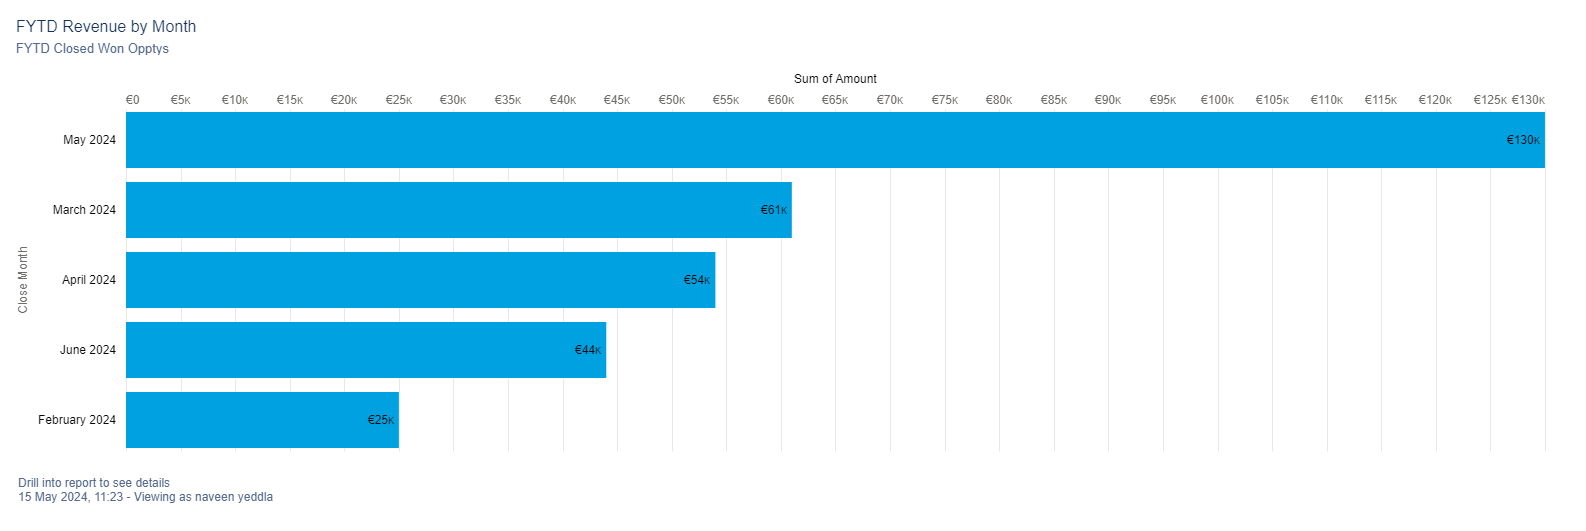 FYTD Revenue by Month
FYTD Closed Won Opptys
Sum of Amount
€0 €5K €10K €15K €20K €25K €30K €35K €40K €45K €50K €55K €60K €65K €70K €75K €80K €85K €90K €95K €100K €105K €110K €115K €120K €125K €130K
May 2024 €130K
March 2024 €61K
April 2024 €54K
June 2024 €44K
February 2024 €25K
Close Month
Drill into report to see details
15 May 2024, 11:23 - Viewing as naveen yeddla